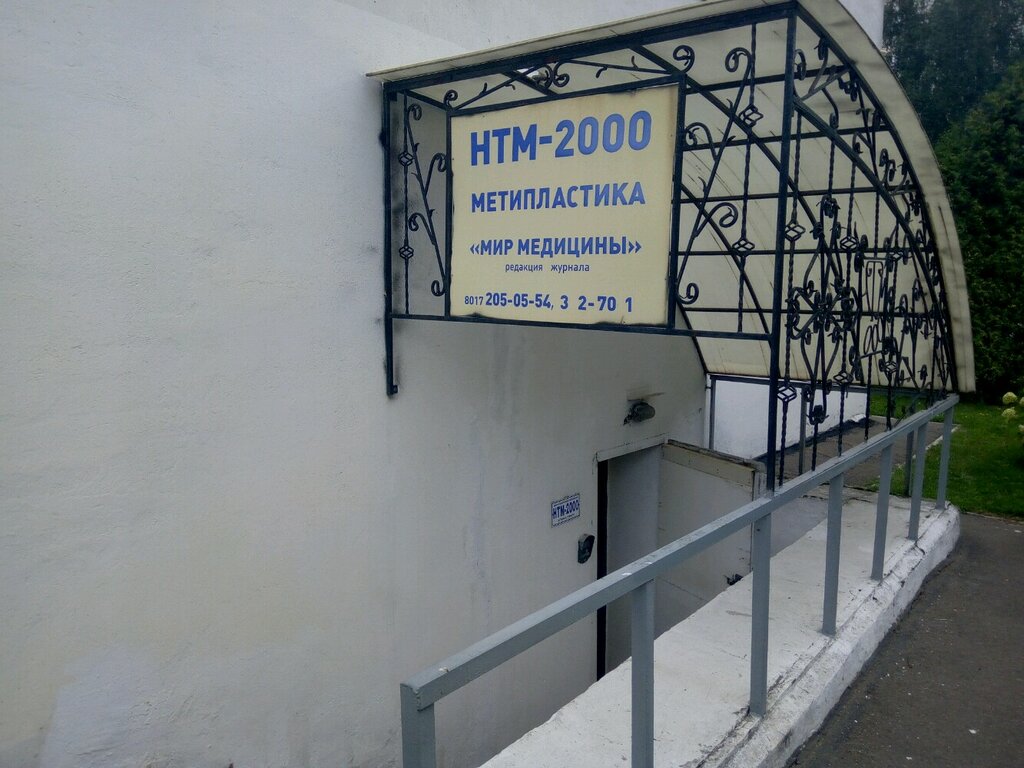 НТМ-2000
МЕТИПЛАСТИКА
«МИР МЕДИЦИНЫ»
редакция журнала
8017 205-05-54, 3 2-70 1
НТМ-2000